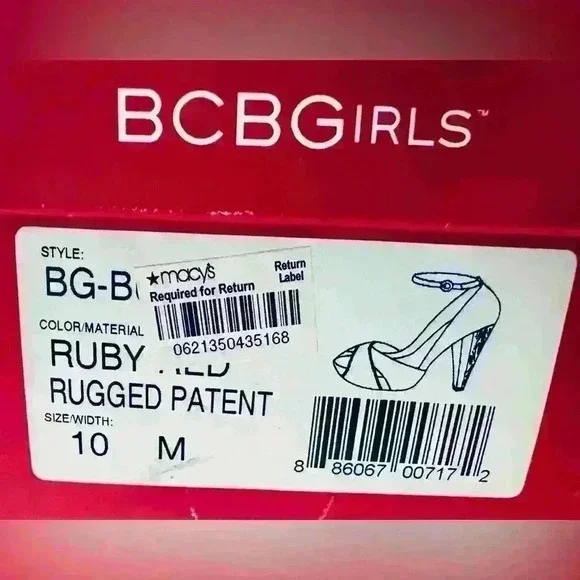 BCBGIRLS™
STYLE:
BG-B
★macy's
Return
Label
Required for Return
0621350435168
COLOR/MATERIAL
RUBY RED
RUGGED PATENT
SIZE/WIDTH:
10 M
8 86067 00717 2